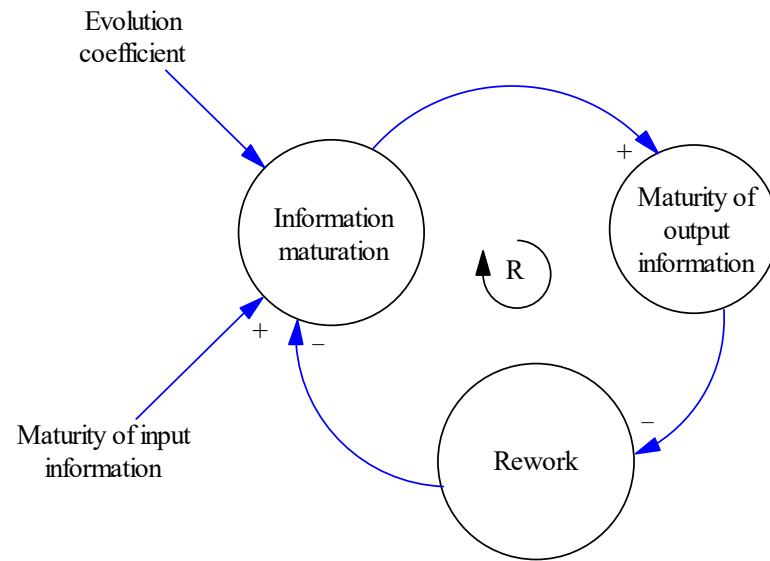 Evolution
coefficient
+
Maturity of
output
information
Information
maturation
R
+
−
−
Maturity of input
information
Rework